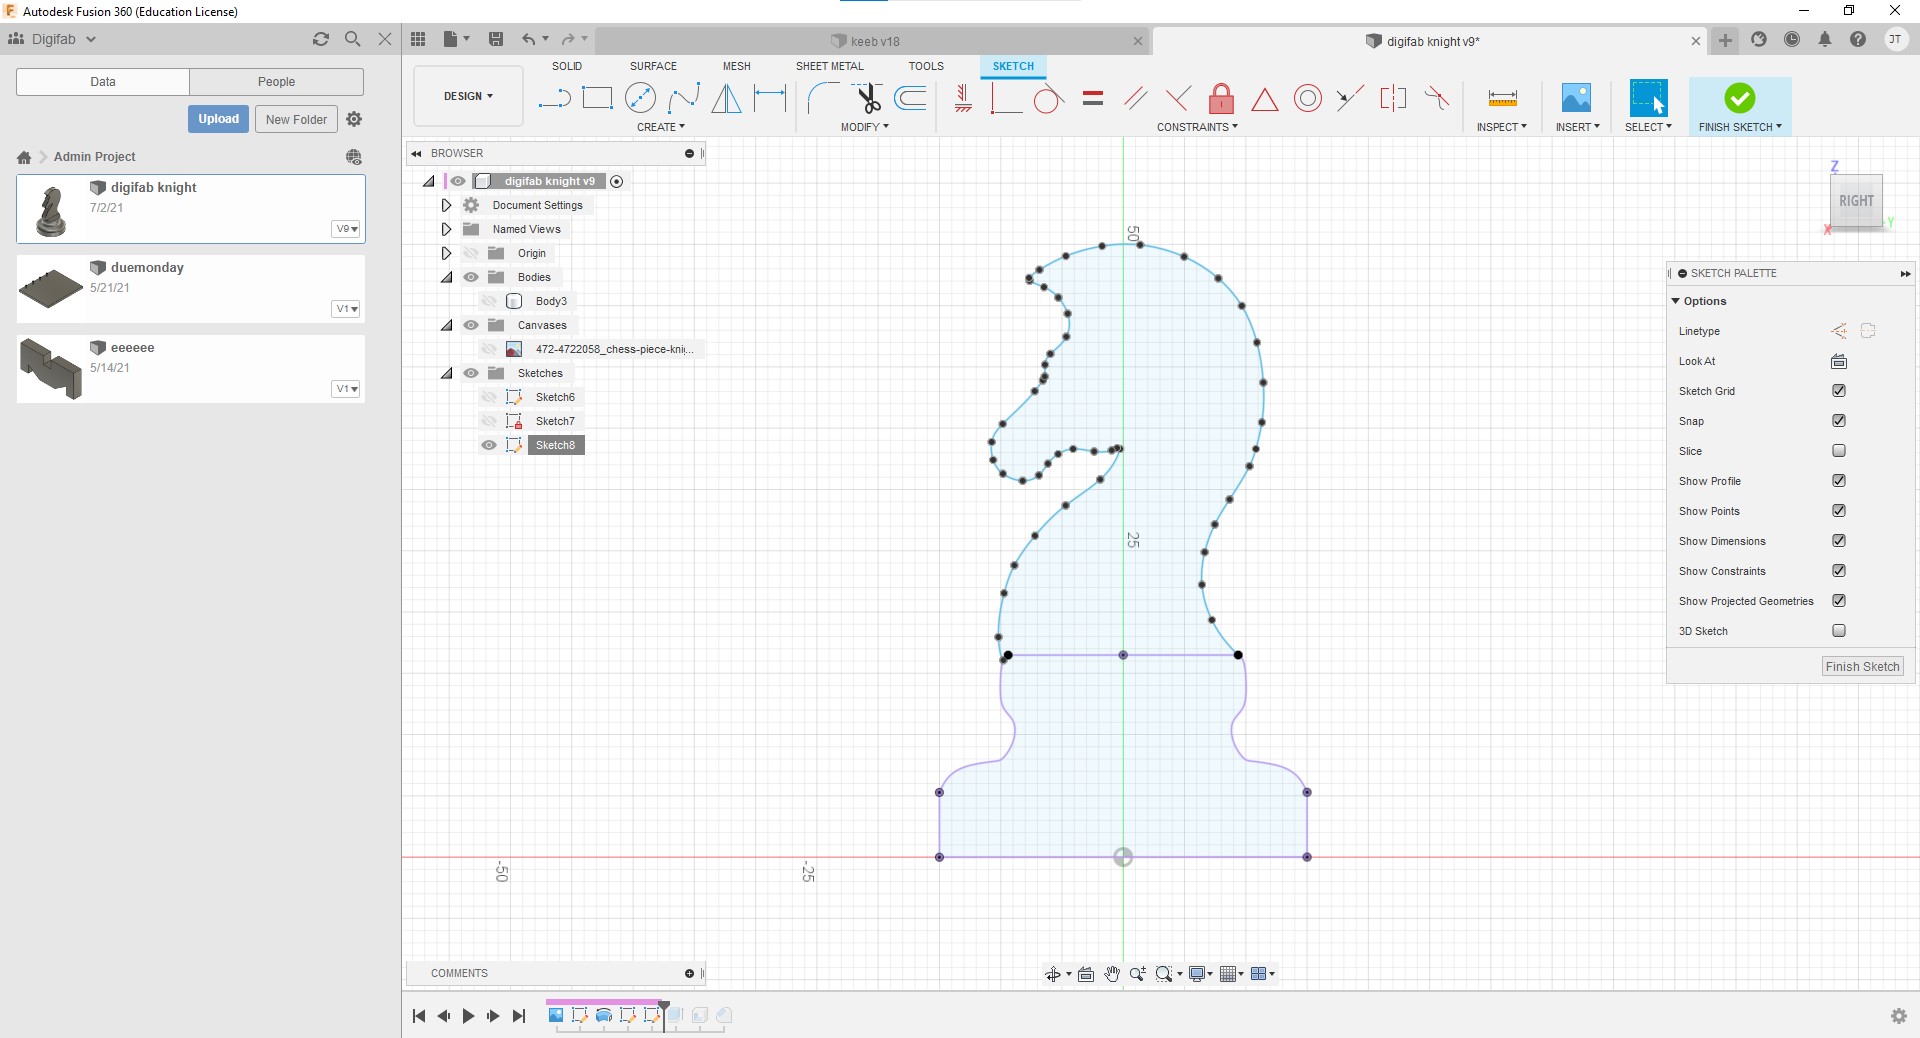 Autodesk Fusion 360 (Education License)
Digifab
Data
People
Upload
New Folder
Admin Project
digifab knight
7/2/21
V9
duemonday
5/21/21
V1
eeeeee
5/14/21
V1
keeb v18
digifab knight v9*
JT
DESIGN
SOLID
SURFACE
MESH
SHEET METAL
TOOLS
SKETCH
CREATE
MODIFY
CONSTRAINTS
INSPECT
INSERT
SELECT
FINISH SKETCH
BROWSER
digifab knight v9
Document Settings
Named Views
Origin
Bodies
Body3
Canvases
472-4722058_chess-piece-kni...
Sketches
Sketch6
Sketch7
Sketch8
50
25
-50
-25
Z
RIGHT
X
Y
SKETCH PALETTE
Options
Linetype
Look At
Sketch Grid
Snap
Slice
Show Profile
Show Points
Show Dimensions
Show Constraints
Show Projected Geometries
3D Sketch
Finish Sketch
COMMENTS